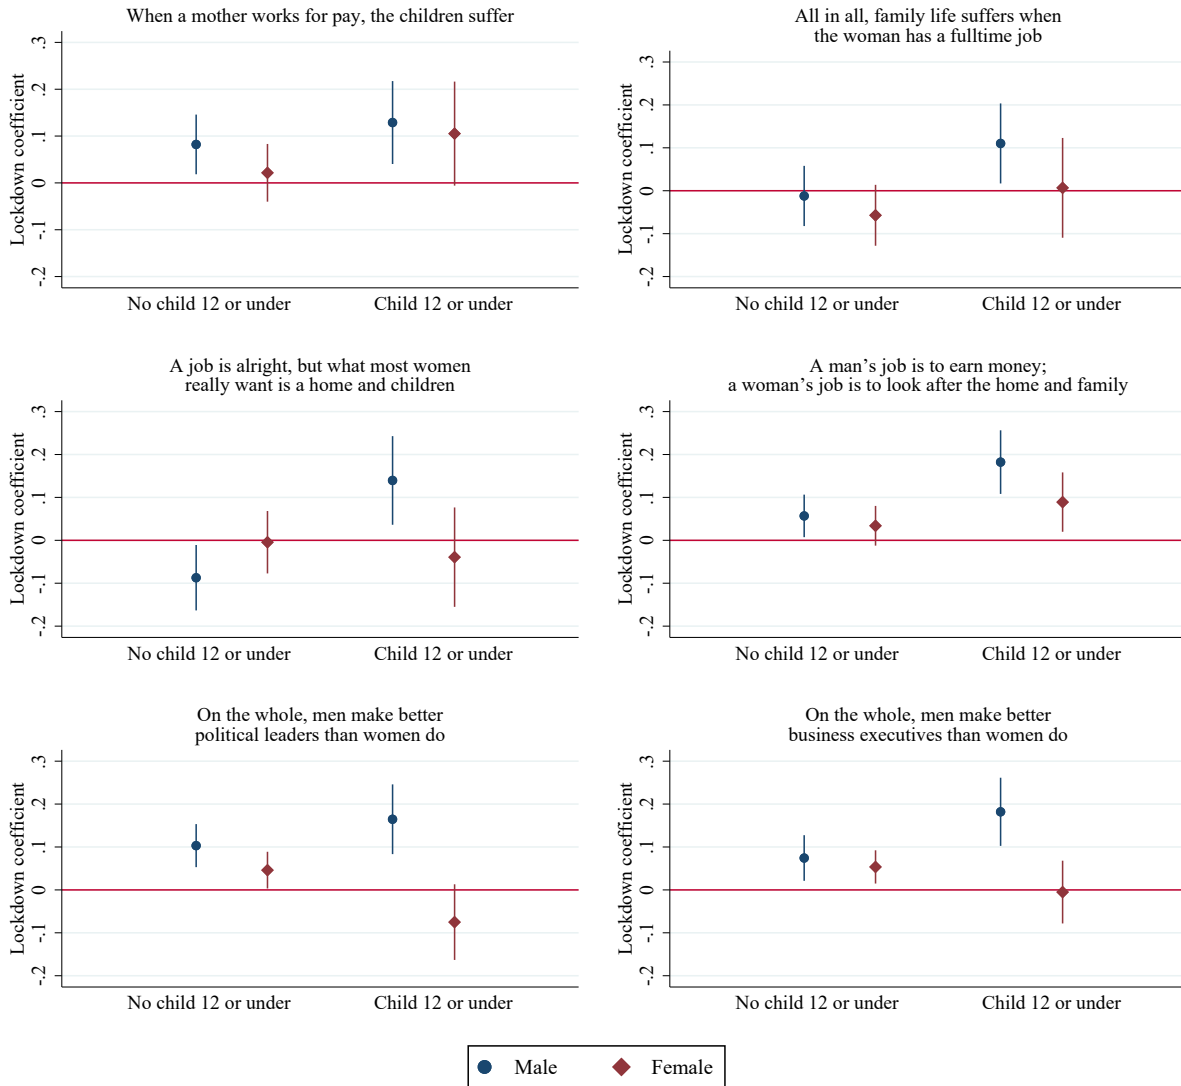 When a mother works for pay, the children suffer
Lockdown coefficient
.3
.2
.1
0
-.1
-.2
No child 12 or under
Child 12 or under
All in all, family life suffers when
the woman has a fulltime job
Lockdown coefficient
.3
.2
.1
0
-.1
-.2
No child 12 or under
Child 12 or under
A job is alright, but what most women
really want is a home and children
Lockdown coefficient
.3
.2
.1
0
-.1
-.2
No child 12 or under
Child 12 or under
A man’s job is to earn money;
a woman’s job is to look after the home and family
Lockdown coefficient
.3
.2
.1
0
-.1
-.2
No child 12 or under
Child 12 or under
On the whole, men make better
political leaders than women do
Lockdown coefficient
.3
.2
.1
0
-.1
-.2
No child 12 or under
Child 12 or under
On the whole, men make better
business executives than women do
Lockdown coefficient
.3
.2
.1
0
-.1
-.2
No child 12 or under
Child 12 or under
Male
Female